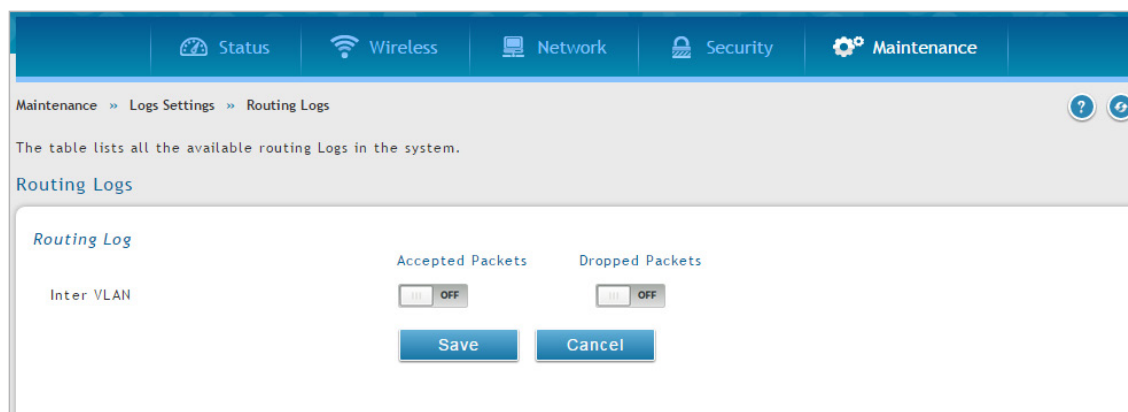 Status Wireless Network Security Maintenance
Maintenance » Logs Settings » Routing Logs ?
The table lists all the available routing Logs in the system.
Routing Logs
Routing Log
Accepted Packets Dropped Packets
Inter VLAN OFF OFF
Save Cancel